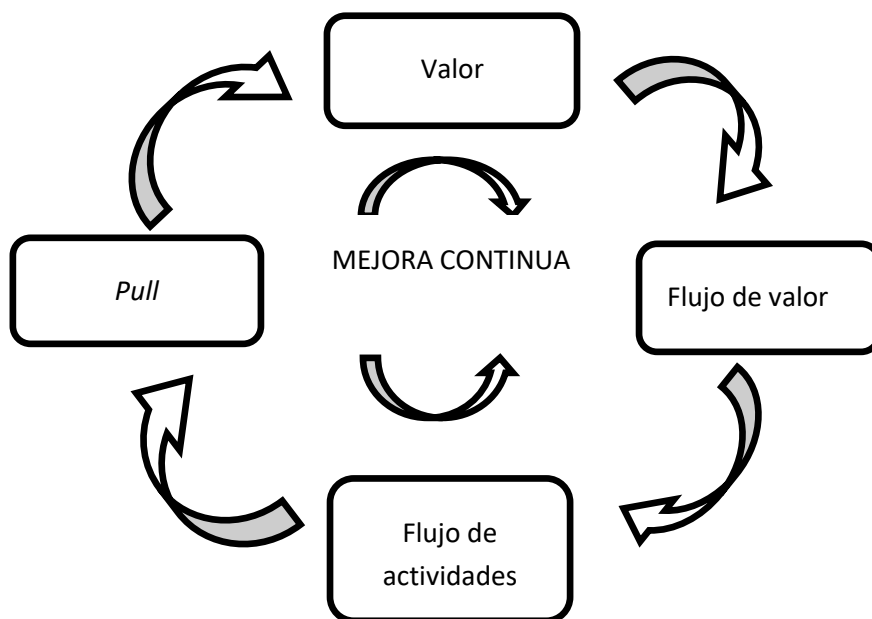 Valor
MEJORA CONTINUA
Pull
Flujo de valor
Flujo de
actividades